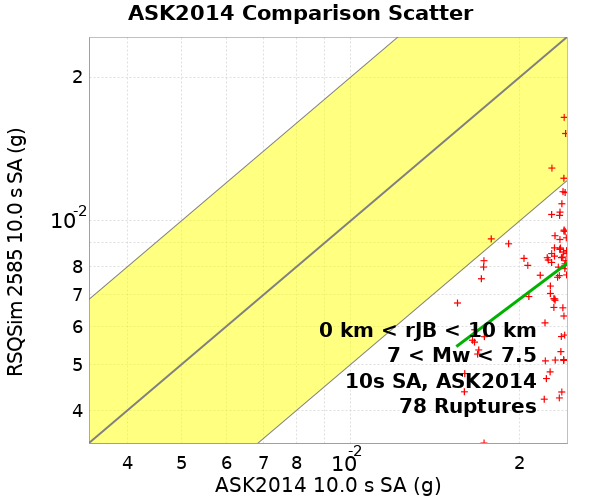 ASK2014 Comparison Scatter
RSQSim 2585 10.0 s SA (g)
2
10-2
8
7
6
5
4
0 km < rJB < 10 km
7 < Mw < 7.5
10s SA, ASK2014
78 Ruptures
4 5 6 7 8 10-2 2
ASK2014 10.0 s SA (g)